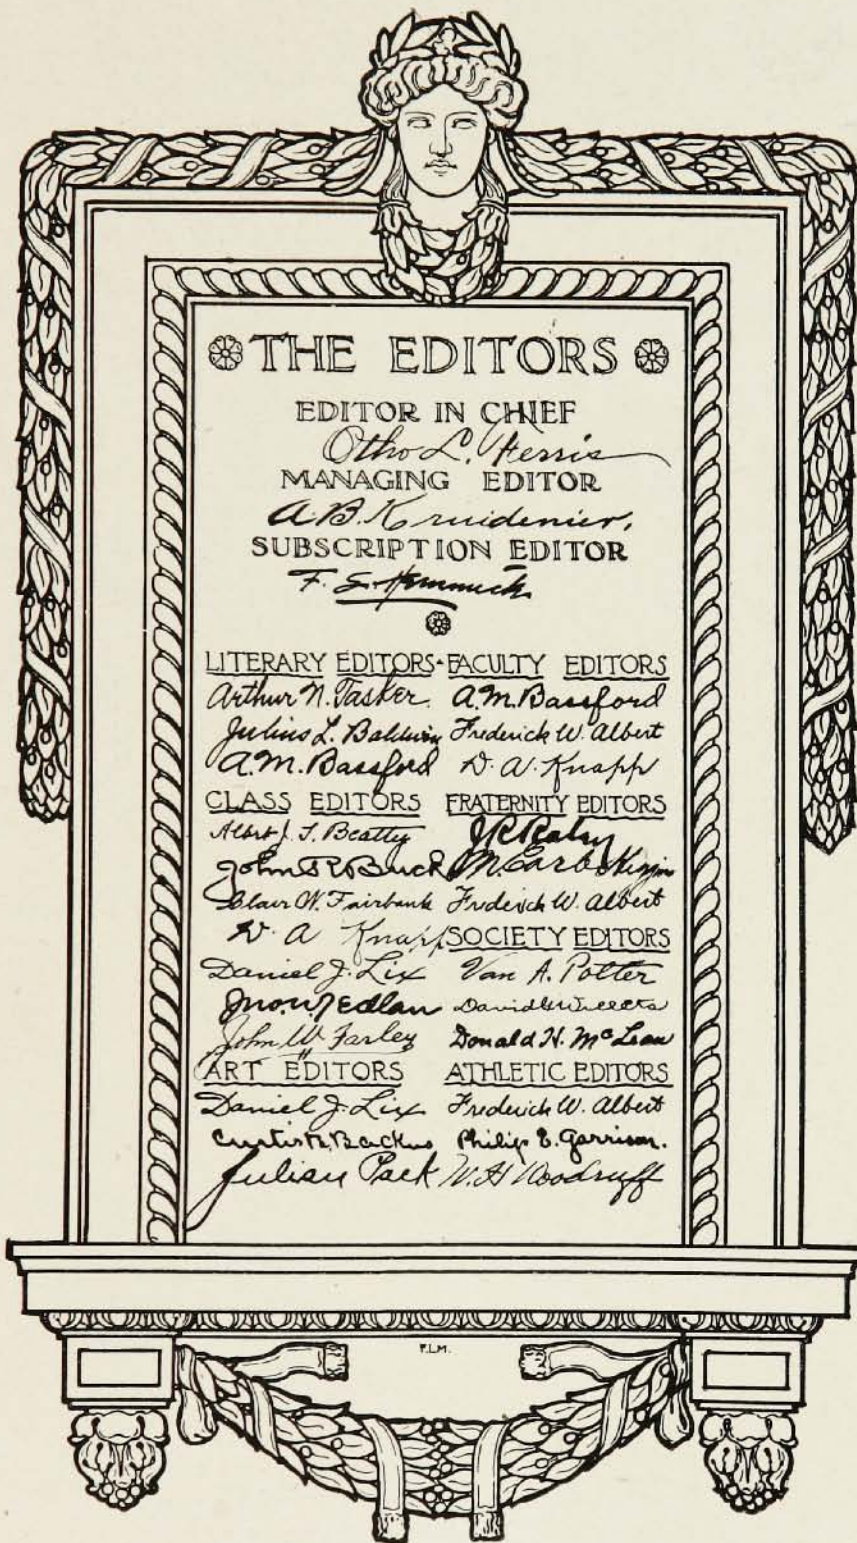 THE EDITORS
EDITOR IN CHIEF
Otho L. Ferris
MANAGING EDITOR
A. B. Kruidenier,
SUBSCRIPTION EDITOR
F. S.
LITERARY EDITORS-FACULTY EDITORS
Arthur N. Tasker. A. M. Bassford
Julius L. Baldwin Frederick W. Albert
A. M. Bassford D. A. Knapp
CLASS EDITORS FRATERNITY EDITORS
Albert J. T. Beatty
John R. Buck M.
Clair W. Fairbank Frederick W. Albert
D. A. Knapp SOCIETY EDITORS
Daniel J. Lix Van A. Potter
David
John W. Farley Donald H. McLean
ART EDITORS ATHLETIC EDITORS
Daniel J. Lix Frederick W. Albert
Curtis R. Backus Philip E. Garrison.
Julian Pack W. H. Woodruff
F.L.M.